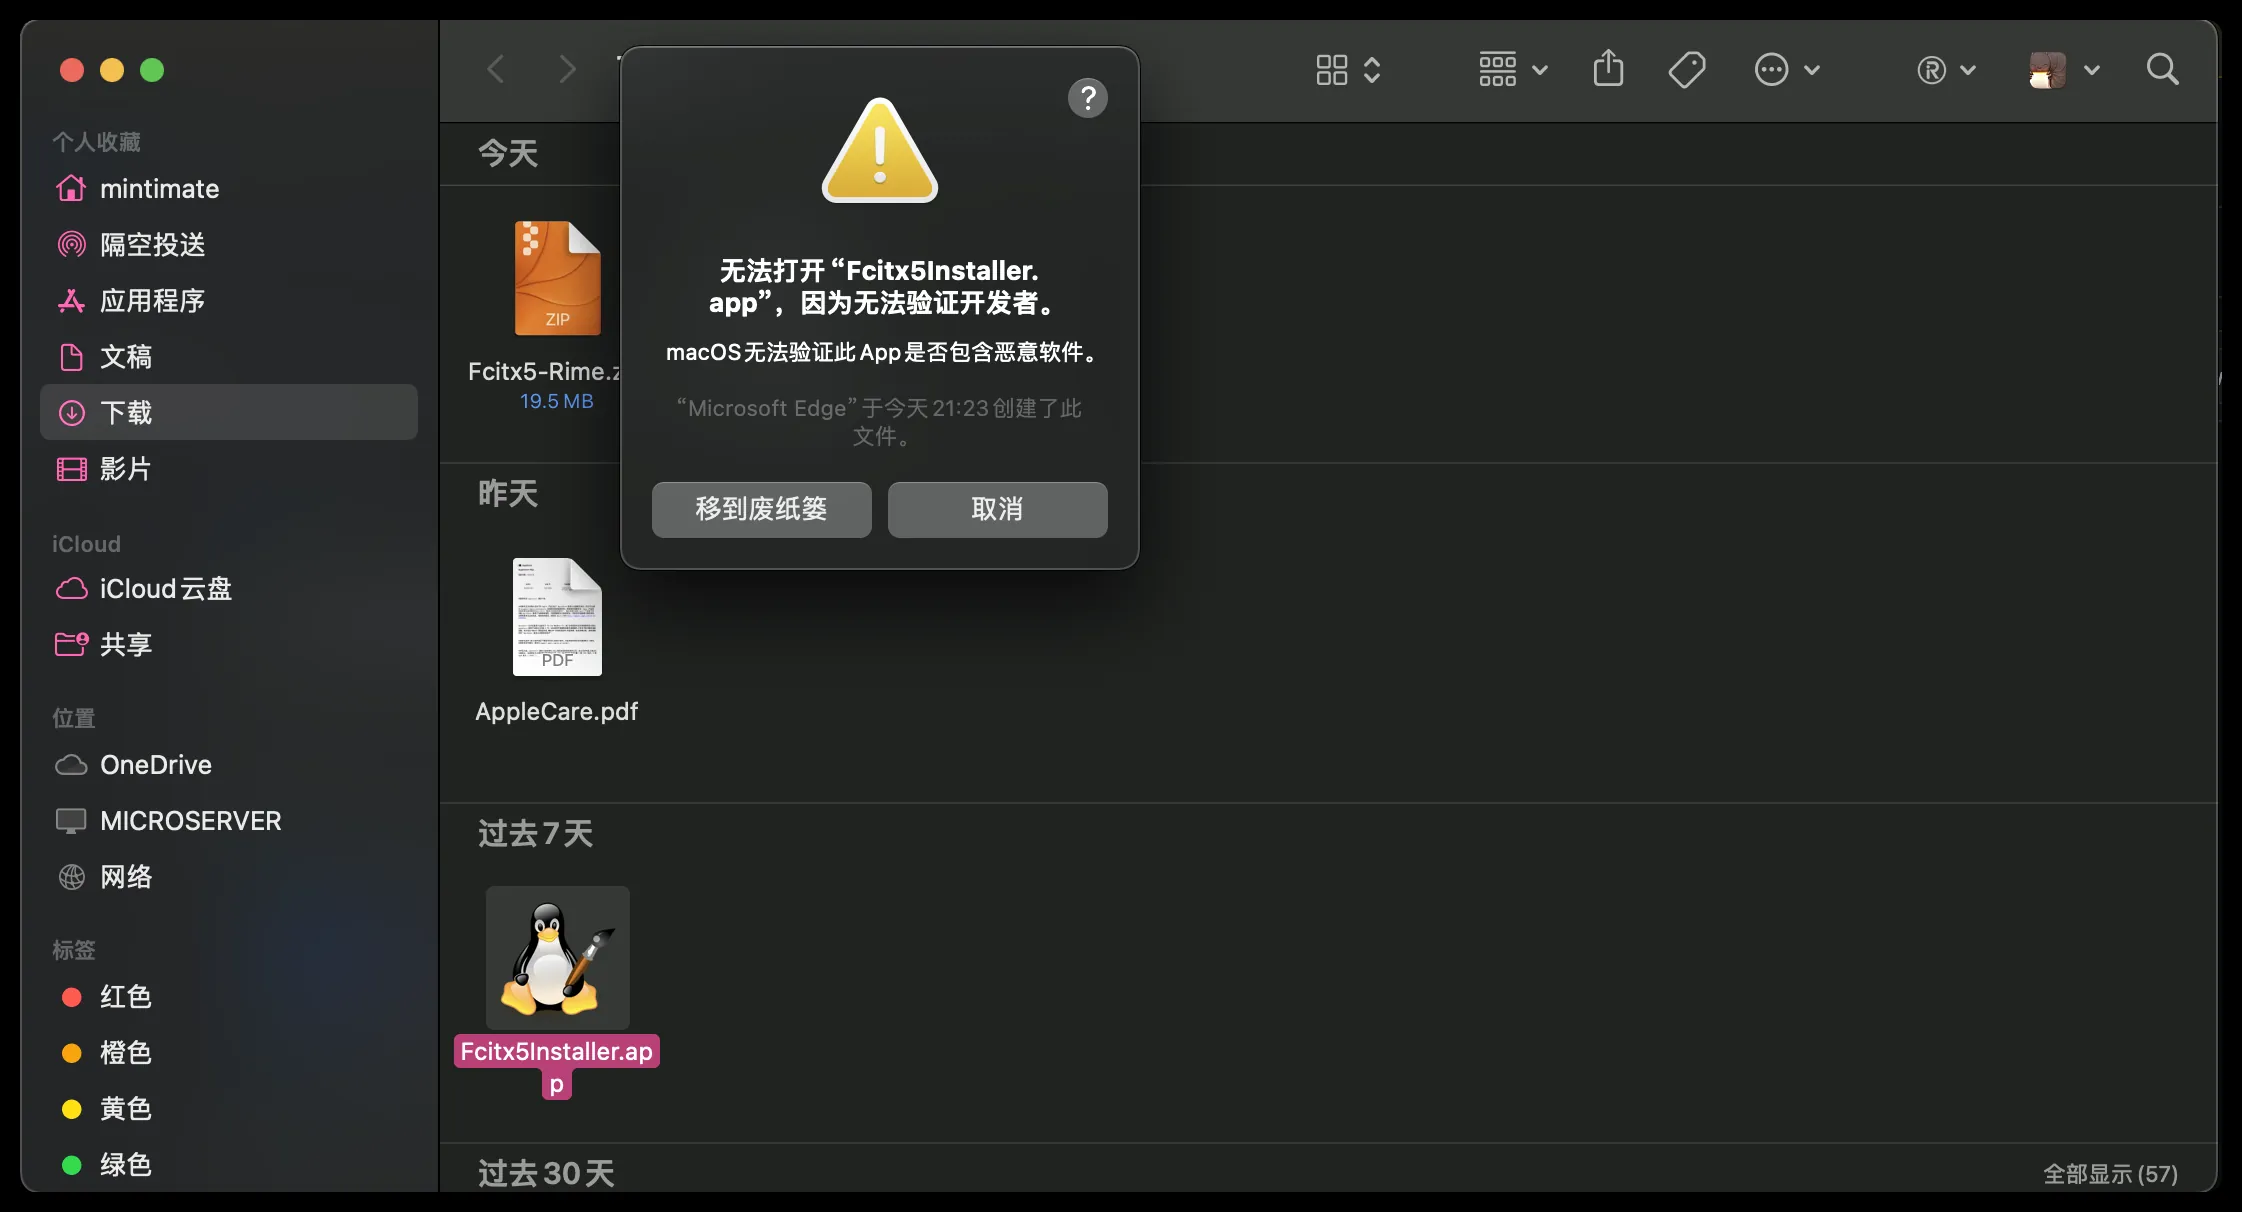 个人收藏
mintimate
隔空投送
应用程序
文稿
下载
影片
iCloud
iCloud云盘
共享
位置
OneDrive
MICROSERVER
网络
标签
红色
橙色
黄色
绿色
今天
ZIP
Fcitx5-Rime.z
19.5 MB
昨天
PDF
AppleCare.pdf
过去7天
Fcitx5Installer.ap
p
过去30天
全部显示(57)
?
无法打开“Fcitx5Installer.
app”，因为无法验证开发者。
macOS无法验证此App是否包含恶意软件。
“Microsoft Edge”于今天21:23创建了此
文件。
移到废纸篓
取消